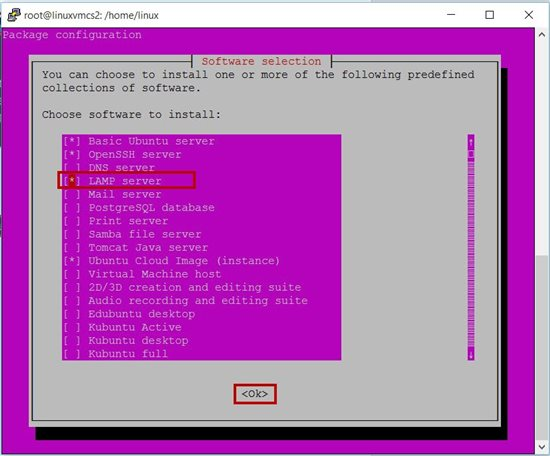 root@linuxvmcs2: /home/linux
Package configuration
Software selection
You can choose to install one or more of the following predefined
collections of software.
Choose software to install:
[*] Basic Ubuntu server
[*] OpenSSH server
[ ] DNS server
[*] LAMP server
[ ] Mail server
[ ] PostgreSQL database
[ ] Print server
[ ] Samba file server
[ ] Tomcat Java server
[*] Ubuntu Cloud Image (instance)
[ ] Virtual Machine host
[ ] 2D/3D creation and editing suite
[ ] Audio recording and editing suite
[ ] Edubuntu desktop
[ ] Kubuntu Active
[ ] Kubuntu desktop
[ ] Kubuntu full
<Ok>